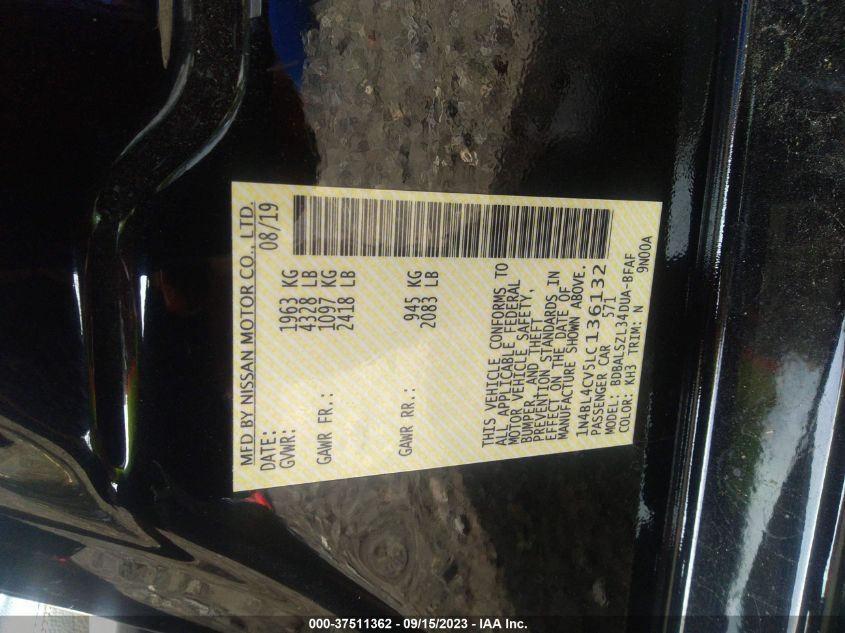 MFD BY NISSAN MOTOR CO., LTD.
DATE: 08/19
GVWR: 1963 KG
4328 LB
GAWR FR.: 1097 KG
2418 LB
GAWR RR.: 945 KG
2083 LB
THIS VEHICLE CONFORMS TO
ALL APPLICABLE FEDERAL
MOTOR VEHICLE SAFETY,
BUMPER, AND THEFT
PREVENTION STANDARDS IN
EFFECT ON THE DATE OF
MANUFACTURE SHOWN ABOVE.
1N4BL4CV5LC136132
PASSENGER CAR 571
MODEL: BDBALSZL34DUA-BFAF
COLOR: KH3 TRIM: N 9N00A
000-37511362 - 09/15/2023 - IAA Inc.